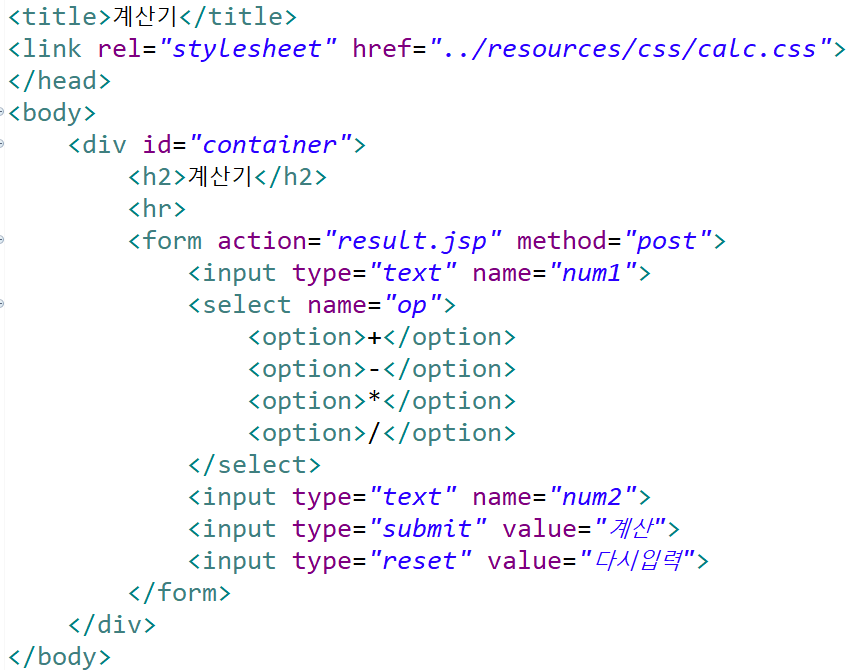 <title>계산기</title>
<link rel="stylesheet" href="../resources/css/calc.css">
</head>
<body>
    <div id="container">
        <h2>계산기</h2>
        <hr>
        <form action="result.jsp" method="post">
            <input type="text" name="num1">
            <select name="op">
                <option>+</option>
                <option>-</option>
                <option>*</option>
                <option>/</option>
            </select>
            <input type="text" name="num2">
            <input type="submit" value="계산">
            <input type="reset" value="다시입력">
        </form>
    </div>
</body>